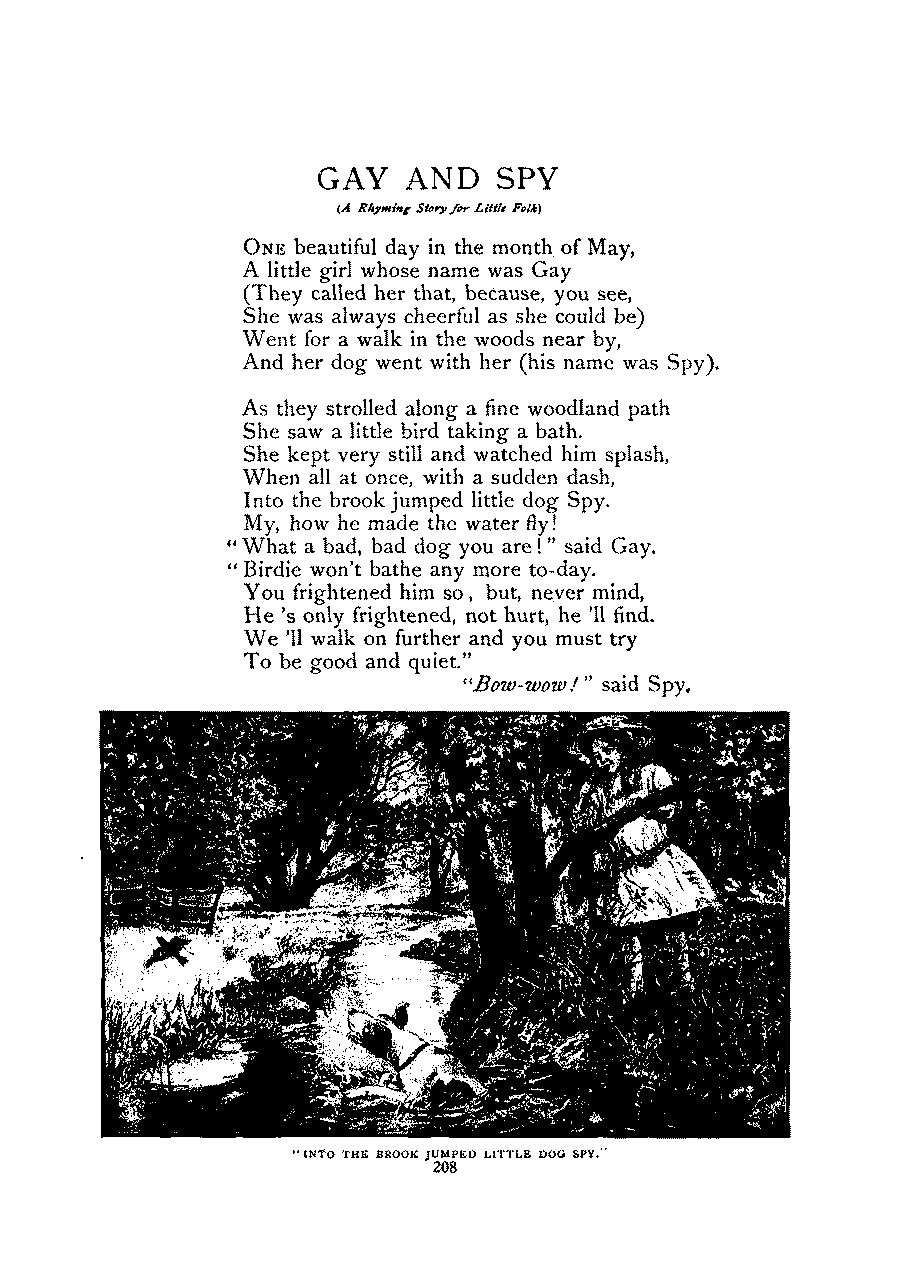 GAY AND SPY
(A Rhyming Story for Little Folk)
ONE beautiful day in the month of May,
A little girl whose name was Gay
(They called her that, because, you see,
She was always cheerful as she could be)
Went for a walk in the woods near by,
And her dog went with her (his name was Spy).
As they strolled along a fine woodland path
She saw a little bird taking a bath.
She kept very still and watched him splash,
When all at once, with a sudden dash,
Into the brook jumped little dog Spy.
My, how he made the water fly!
"What a bad, bad dog you are!" said Gay.
"Birdie won't bathe any more to-day.
You frightened him so, but, never mind,
He 's only frightened, not hurt, he 'll find.
We 'll walk on further and you must try
To be good and quiet."
"Bow-wow!" said Spy.
"INTO THE BROOK JUMPED LITTLE DOG SPY."
208